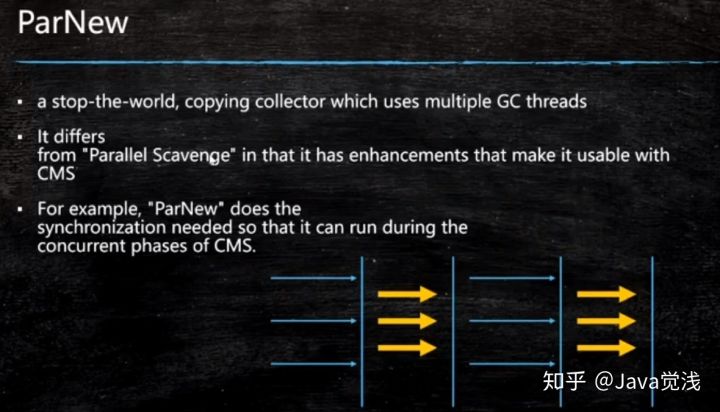 ParNew
▪ a stop-the-world, copying collector which uses multiple GC threads
▪ It differs
from "Parallel Scavenge" in that it has enhancements that make it usable with
CMS
▪ For example, "ParNew" does the
synchronization needed so that it can run during the
concurrent phases of CMS.
知乎 @Java觉浅